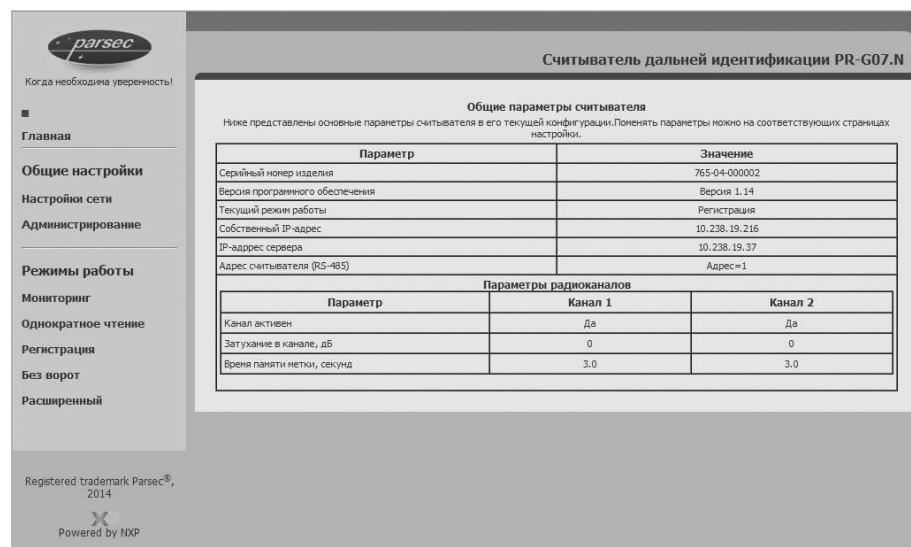 parsec
Когда необходима уверенность!
Главная
Общие настройки
Настройки сети
Администрирование
Режимы работы
Мониторинг
Однократное чтение
Регистрация
Без ворот
Расширенный
Registered trademark Parsec®,
2014
Powered by NXP
Считыватель дальней идентификации PR-G07.N
Общие параметры считывателя
Ниже представлены основные параметры считывателя в его текущей конфигурации.Поменять параметры можно на соответствующих страницах
настройки.
Параметр Значение
Серийный номер изделия 765-04-000002
Версия программного обеспечения Версия 1.14
Текущий режим работы Регистрация
Собственный IP-адрес 10.238.19.216
IP-адррес сервера 10.238.19.37
Адрес считывателя (RS-485) Адрес=1
Параметры радиоканалов
Параметр Канал 1 Канал 2
Канал активен Да Да
Затухание в канале, дБ 0 0
Время памяти метки, секунд 3.0 3.0